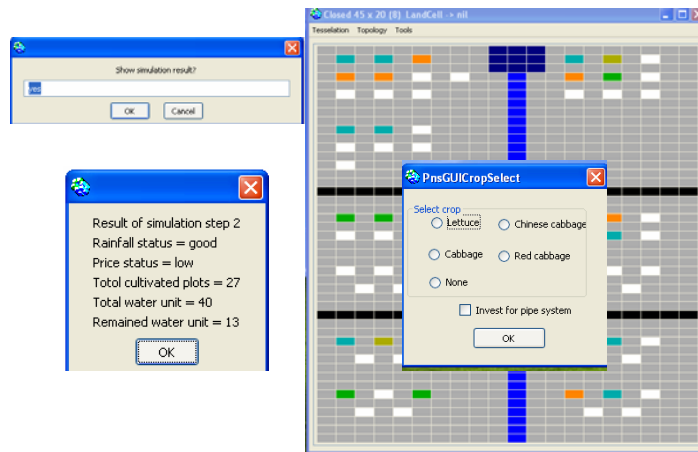 Show simulation result?
yes
OK
Cancel
Result of simulation step 2
Rainfall status = good
Price status = low
Totol cultivated plots = 27
Total water unit = 40
Remained water unit = 13
OK
Closed 45 x 20 (8) LandCell -> nil
Tesselation Topology Tools
PnsGUICropSelect
Select crop
Lettuce
Chinese cabbage
Cabbage
Red cabbage
None
Invest for pipe system
OK